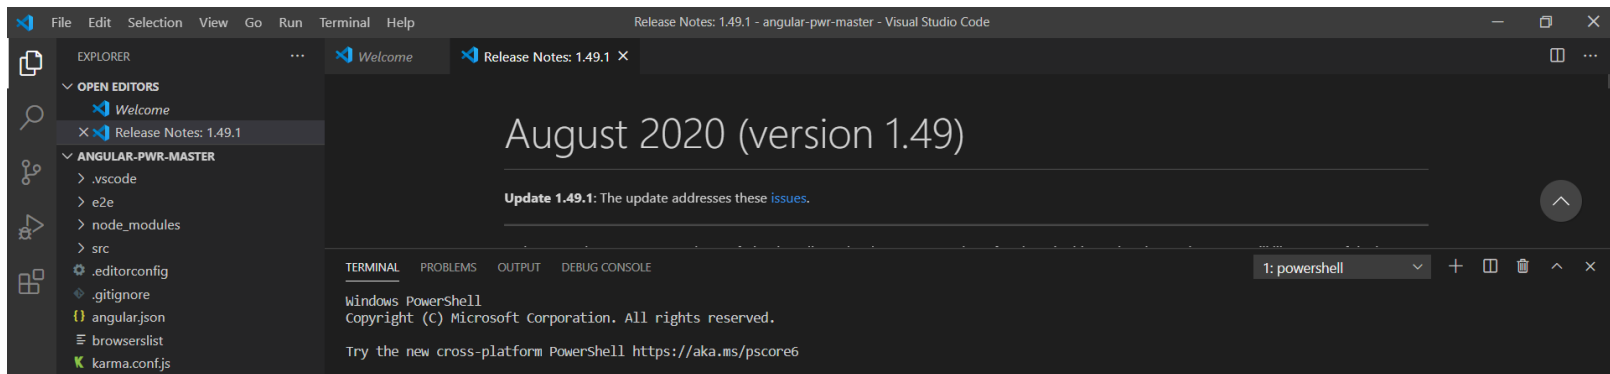 File Edit Selection View Go Run Terminal Help
Release Notes: 1.49.1 - angular-pwr-master - Visual Studio Code
EXPLORER
OPEN EDITORS
Welcome
Release Notes: 1.49.1
ANGULAR-PWR-MASTER
.vscode
e2e
node_modules
src
.editorconfig
.gitignore
{} angular.json
browserslist
karma.conf.js
Welcome
Release Notes: 1.49.1
August 2020 (version 1.49)
Update 1.49.1: The update addresses these issues.
TERMINAL PROBLEMS OUTPUT DEBUG CONSOLE
1: powershell
Windows PowerShell
Copyright (C) Microsoft Corporation. All rights reserved.
Try the new cross-platform PowerShell https://aka.ms/pscore6